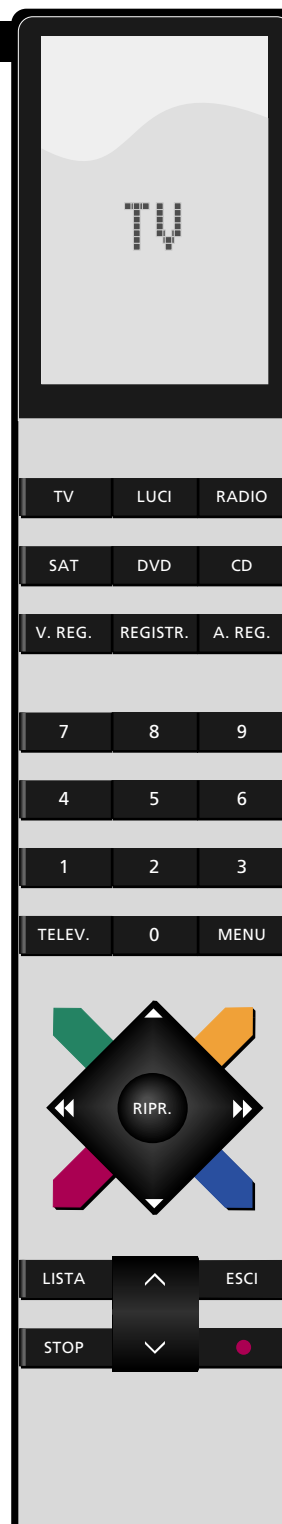 TV
TV LUCI RADIO
SAT DVD CD
V. REG. REGISTR. A. REG.
7 8 9
4 5 6
1 2 3
TELEV. 0 MENU
RIPR.
LISTA ESCI
STOP